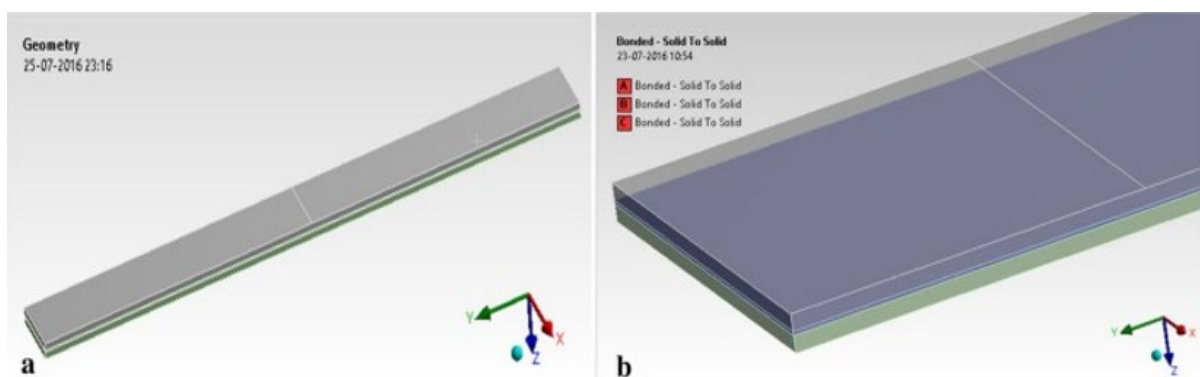 Geometry
25-07-2016 23:16
Y
X
Z
a
Bonded - Solid To Solid
23-07-2016 10:54
A Bonded - Solid To Solid
B Bonded - Solid To Solid
C Bonded - Solid To Solid
Y
X
Z
b